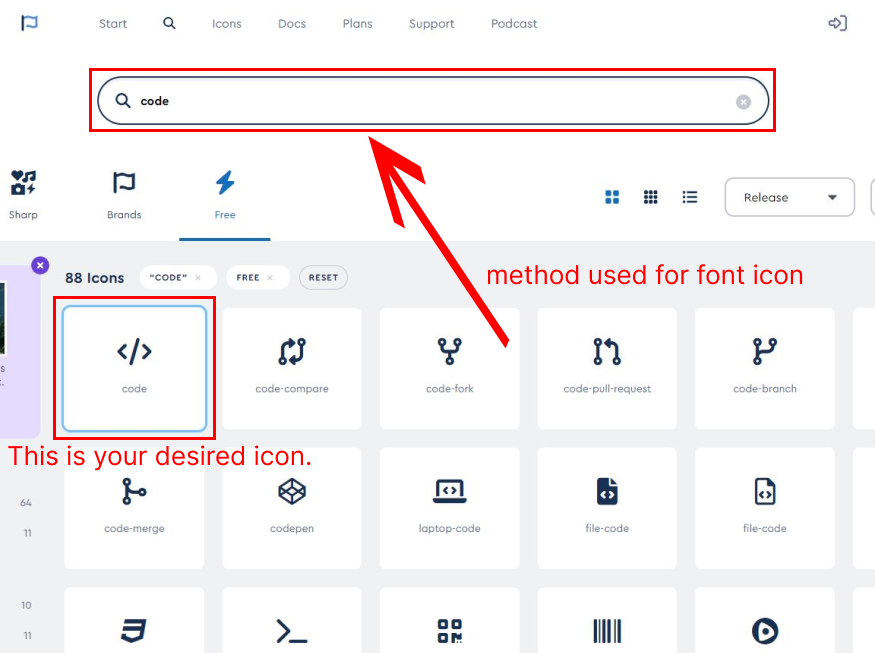 Start Icons Docs Plans Support Podcast
code
Sharp Brands Free
Release
88 Icons "CODE" × FREE × RESET
method used for font icon
code code-compare code-fork code-pull-request code-branch
This is your desired icon.
64
11
code-merge codepen laptop-code file-code file-code
10
11